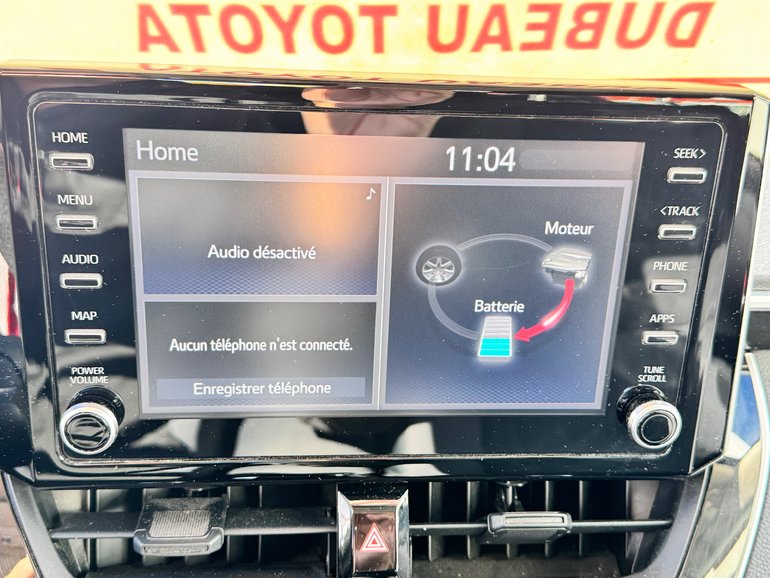 DUBEAU TOYOTA
HOME
MENU
AUDIO
MAP
POWER
VOLUME
Home
11:04
Audio désactivé
Aucun téléphone n'est connecté.
Enregistrer téléphone
Moteur
Batterie
SEEK>
<TRACK
PHONE
APPS
TUNE
SCROLL